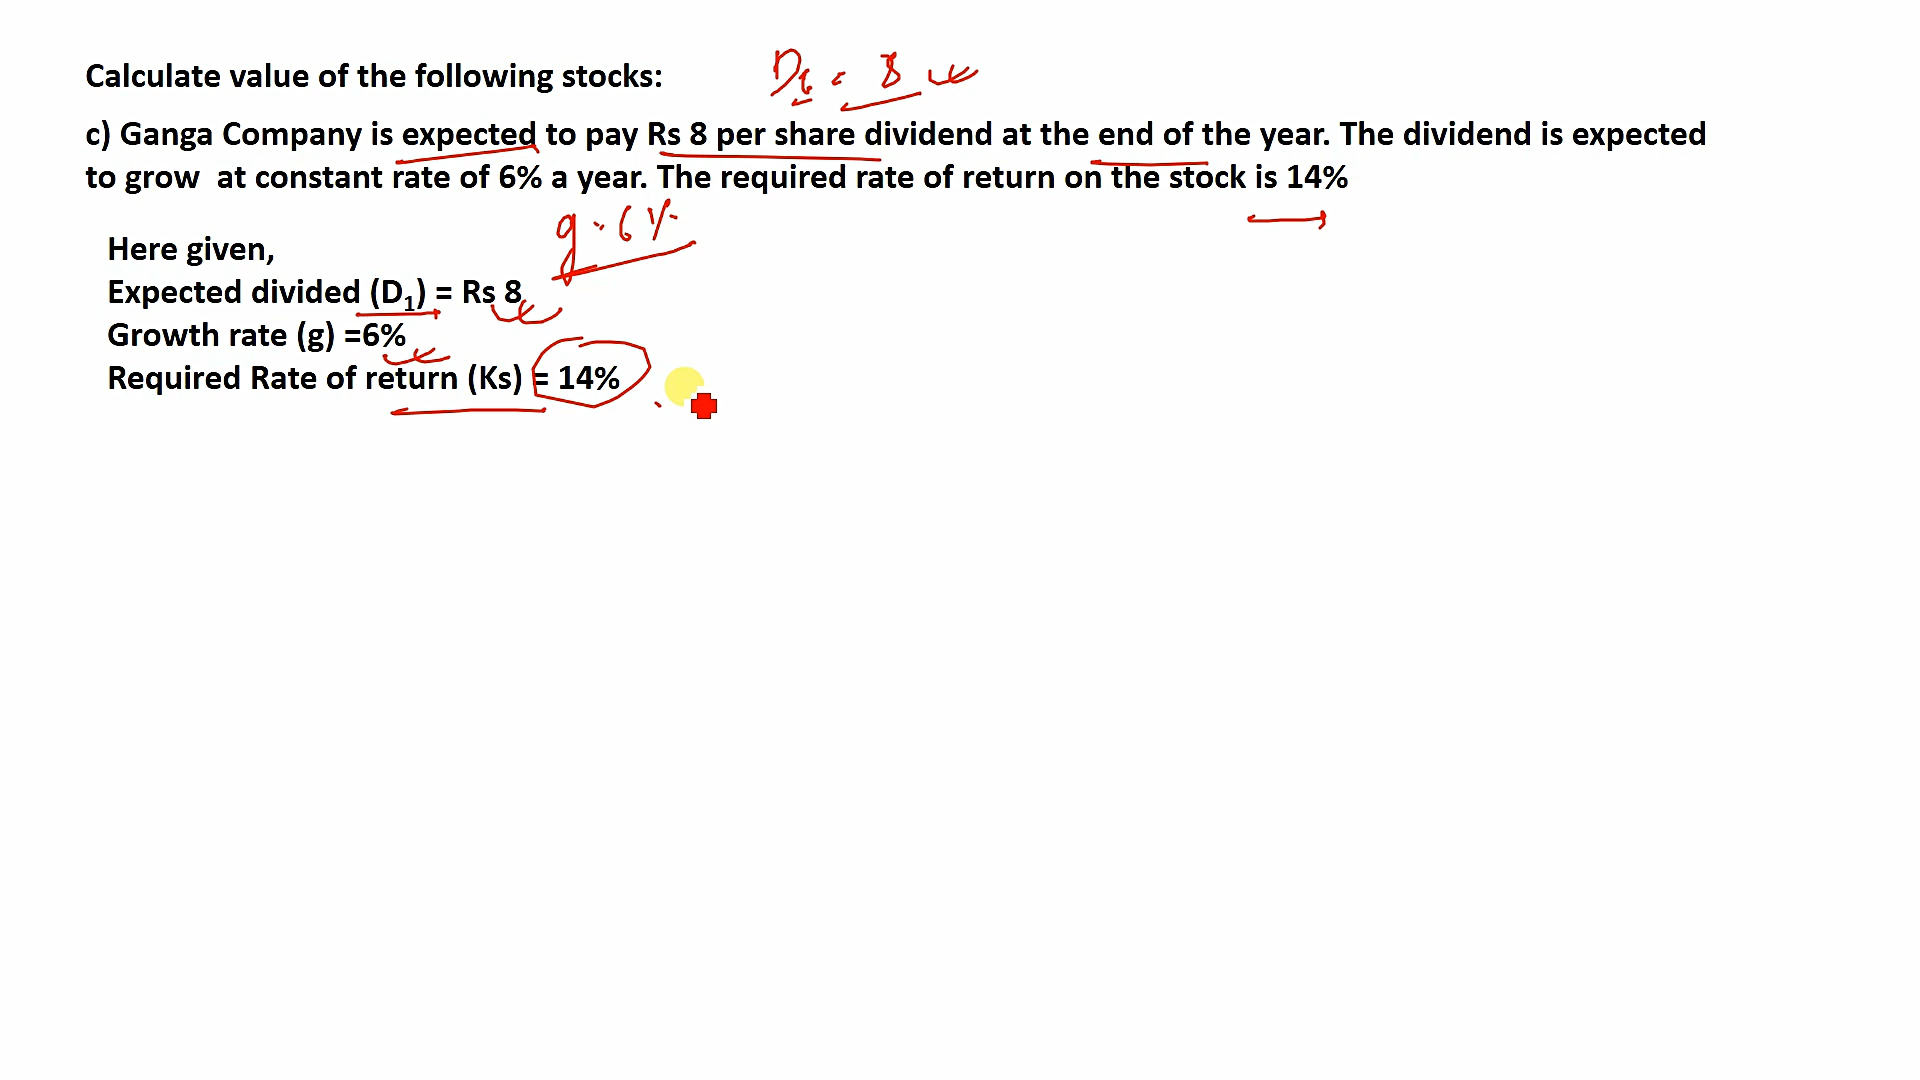 Calculate value of the following stocks:
D₁ = 8
c) Ganga Company is expected to pay Rs 8 per share dividend at the end of the year. The dividend is expected
to grow at constant rate of 6% a year. The required rate of return on the stock is 14%
g = 6%
Here given,
Expected divided (D₁) = Rs 8
Growth rate (g) =6%
Required Rate of return (Ks) = 14%